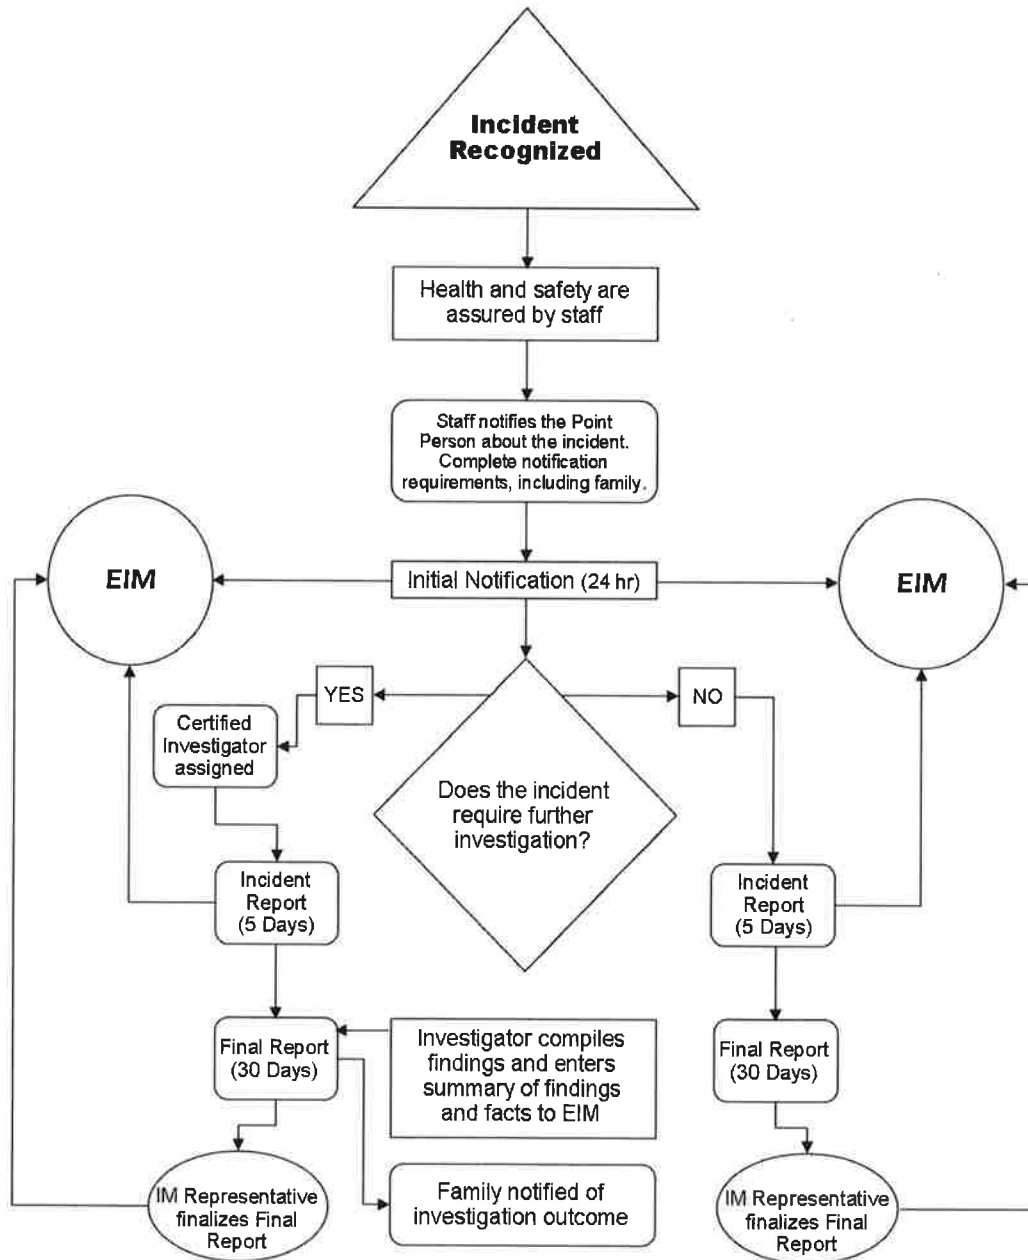 Incident
Recognized
Health and safety are
assured by staff
Staff notifies the Point
Person about the incident.
Complete notification
requirements, including family.
EIM
Initial Notification (24 hr)
EIM
YES
NO
Certified
Investigator
assigned
Does the incident
require further
investigation?
Incident
Report
(5 Days)
Incident
Report
(5 Days)
Final Report
(30 Days)
Investigator compiles
findings and enters
summary of findings
and facts to EIM
Final Report
(30 Days)
IM Representative
finalizes Final
Report
Family notified of
investigation outcome
IM Representative
finalizes Final
Report